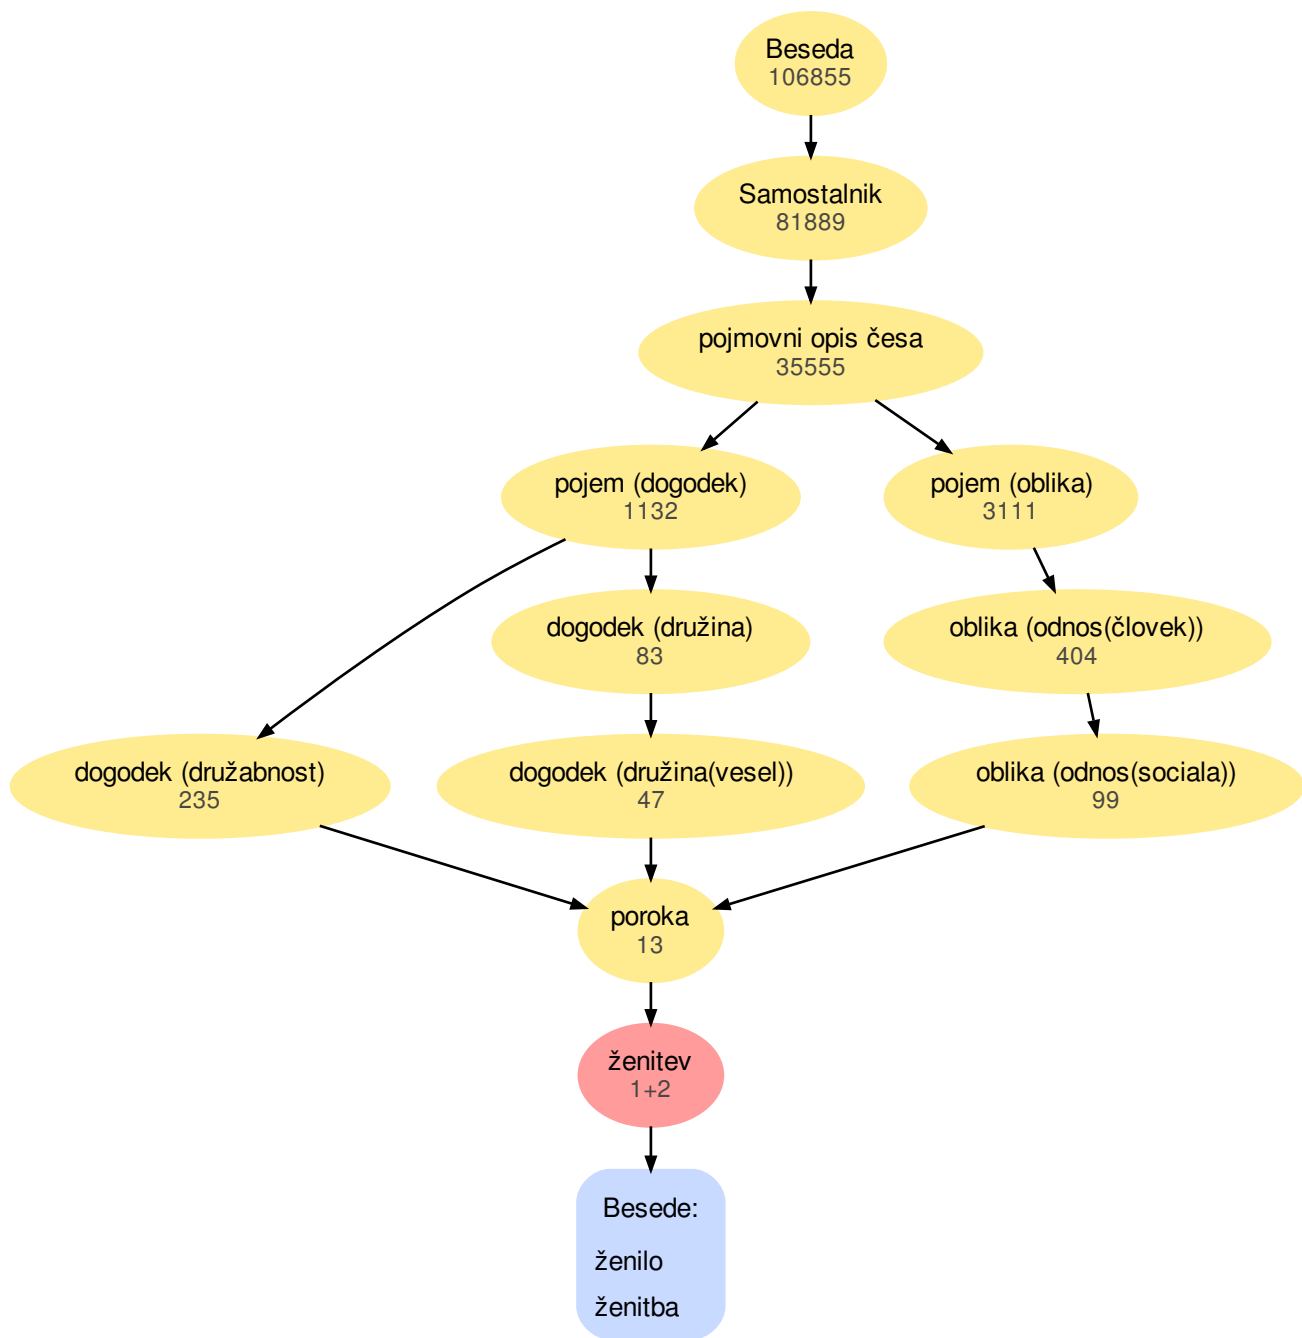 Beseda
106855
Samostalnik
81889
pojmovni opis česa
35555
pojem (dogodek)
1132
pojem (oblika)
3111
dogodek (družina)
83
oblika (odnos(človek))
404
dogodek (družabnost)
235
dogodek (družina(vesel))
47
oblika (odnos(sociala))
99
poroka
13
ženitev
1+2
Besede:
ženilo
ženitba